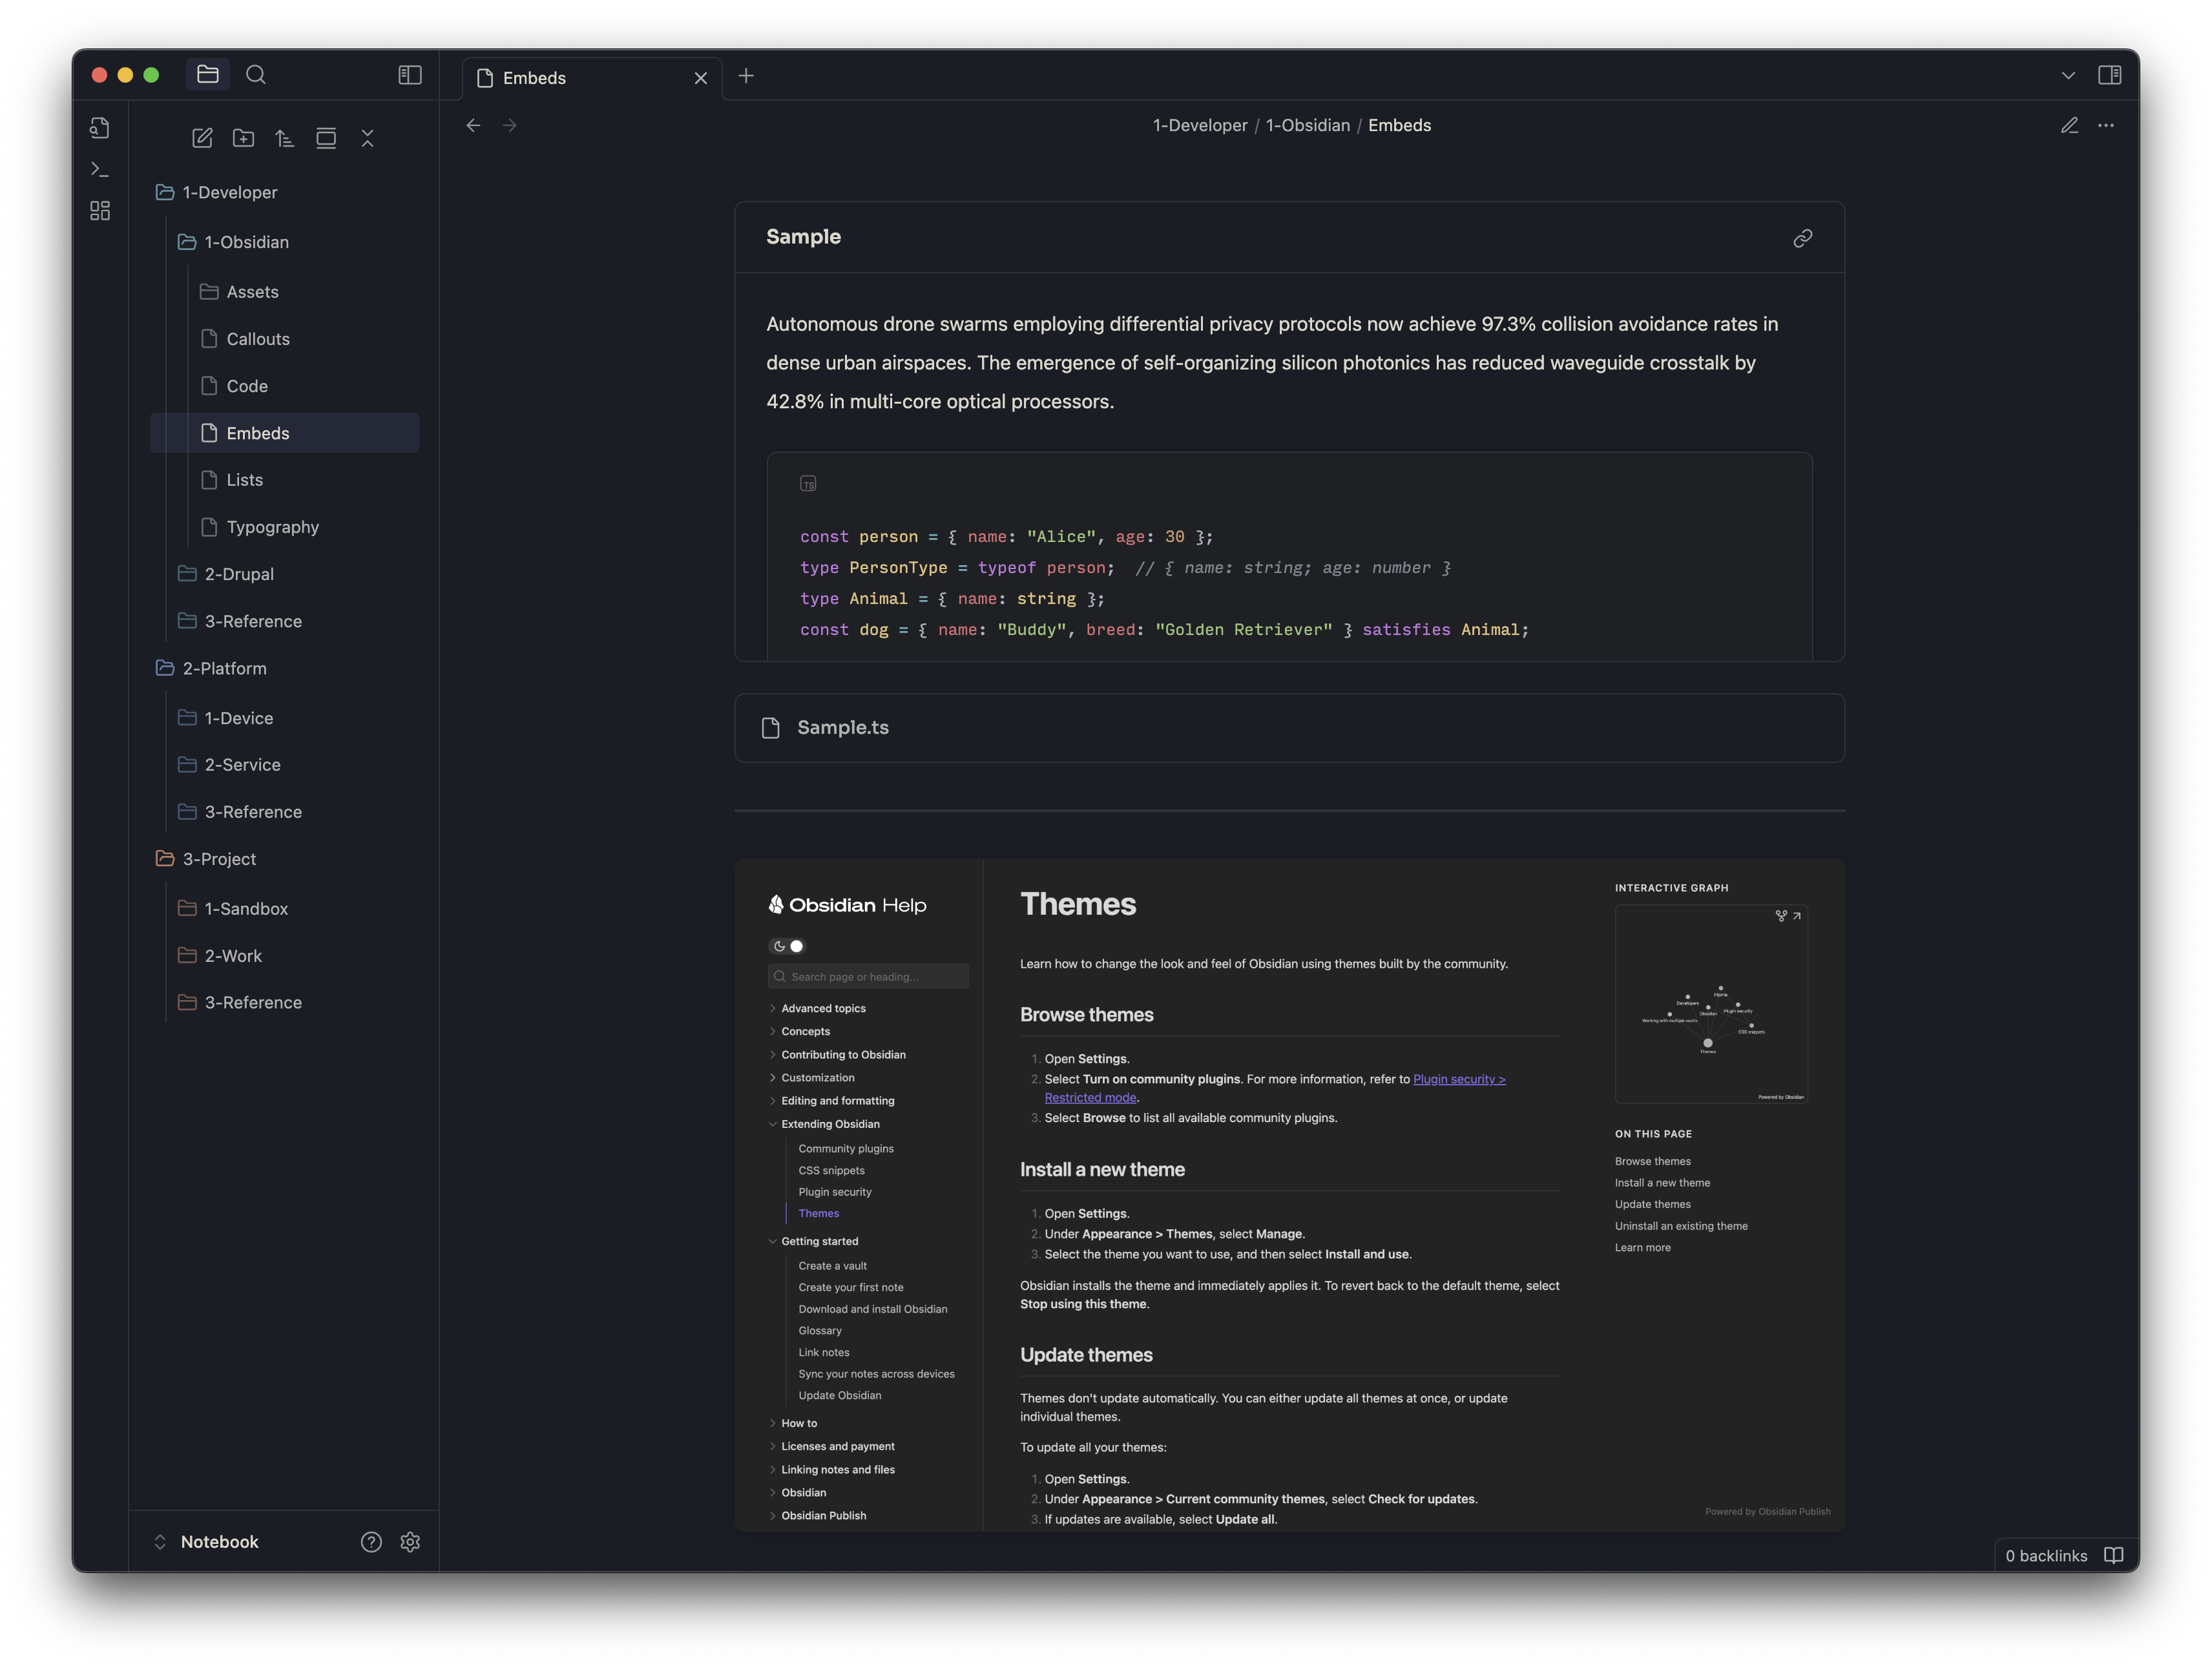 Embeds
1-Developer / 1-Obsidian / Embeds
1-Developer
1-Obsidian
Assets
Callouts
Code
Embeds
Lists
Typography
2-Drupal
3-Reference
2-Platform
1-Device
2-Service
3-Reference
3-Project
1-Sandbox
2-Work
3-Reference
Notebook
Sample
Autonomous drone swarms employing differential privacy protocols now achieve 97.3% collision avoidance rates in
dense urban airspaces. The emergence of self-organizing silicon photonics has reduced waveguide crosstalk by
42.8% in multi-core optical processors.
TS
const person = { name: "Alice", age: 30 };
type PersonType = typeof person;  // { name: string; age: number }
type Animal = { name: string };
const dog = { name: "Buddy", breed: "Golden Retriever" } satisfies Animal;
Sample.ts
Obsidian Help
Search page or heading...
Advanced topics
Concepts
Contributing to Obsidian
Customization
Editing and formatting
Extending Obsidian
Community plugins
CSS snippets
Plugin security
Themes
Getting started
Create a vault
Create your first note
Download and install Obsidian
Glossary
Link notes
Sync your notes across devices
Update Obsidian
How to
Licenses and payment
Linking notes and files
Obsidian
Obsidian Publish
Themes
Learn how to change the look and feel of Obsidian using themes built by the community.
Browse themes
1. Open Settings.
2. Select Turn on community plugins. For more information, refer to Plugin security >
Restricted mode.
3. Select Browse to list all available community plugins.
Install a new theme
1. Open Settings.
2. Under Appearance > Themes, select Manage.
3. Select the theme you want to use, and then select Install and use.
Obsidian installs the theme and immediately applies it. To revert back to the default theme, select
Stop using this theme.
Update themes
Themes don't update automatically. You can either update all themes at once, or update
individual themes.
To update all your themes:
1. Open Settings.
2. Under Appearance > Current community themes, select Check for updates.
3. If updates are available, select Update all.
INTERACTIVE GRAPH
Home
Developers
Obsidian
Plugin security
Working with multiple vaults
CSS snippets
Themes
Powered by Obsidian
ON THIS PAGE
Browse themes
Install a new theme
Update themes
Uninstall an existing theme
Learn more
Powered by Obsidian Publish
0 backlinks